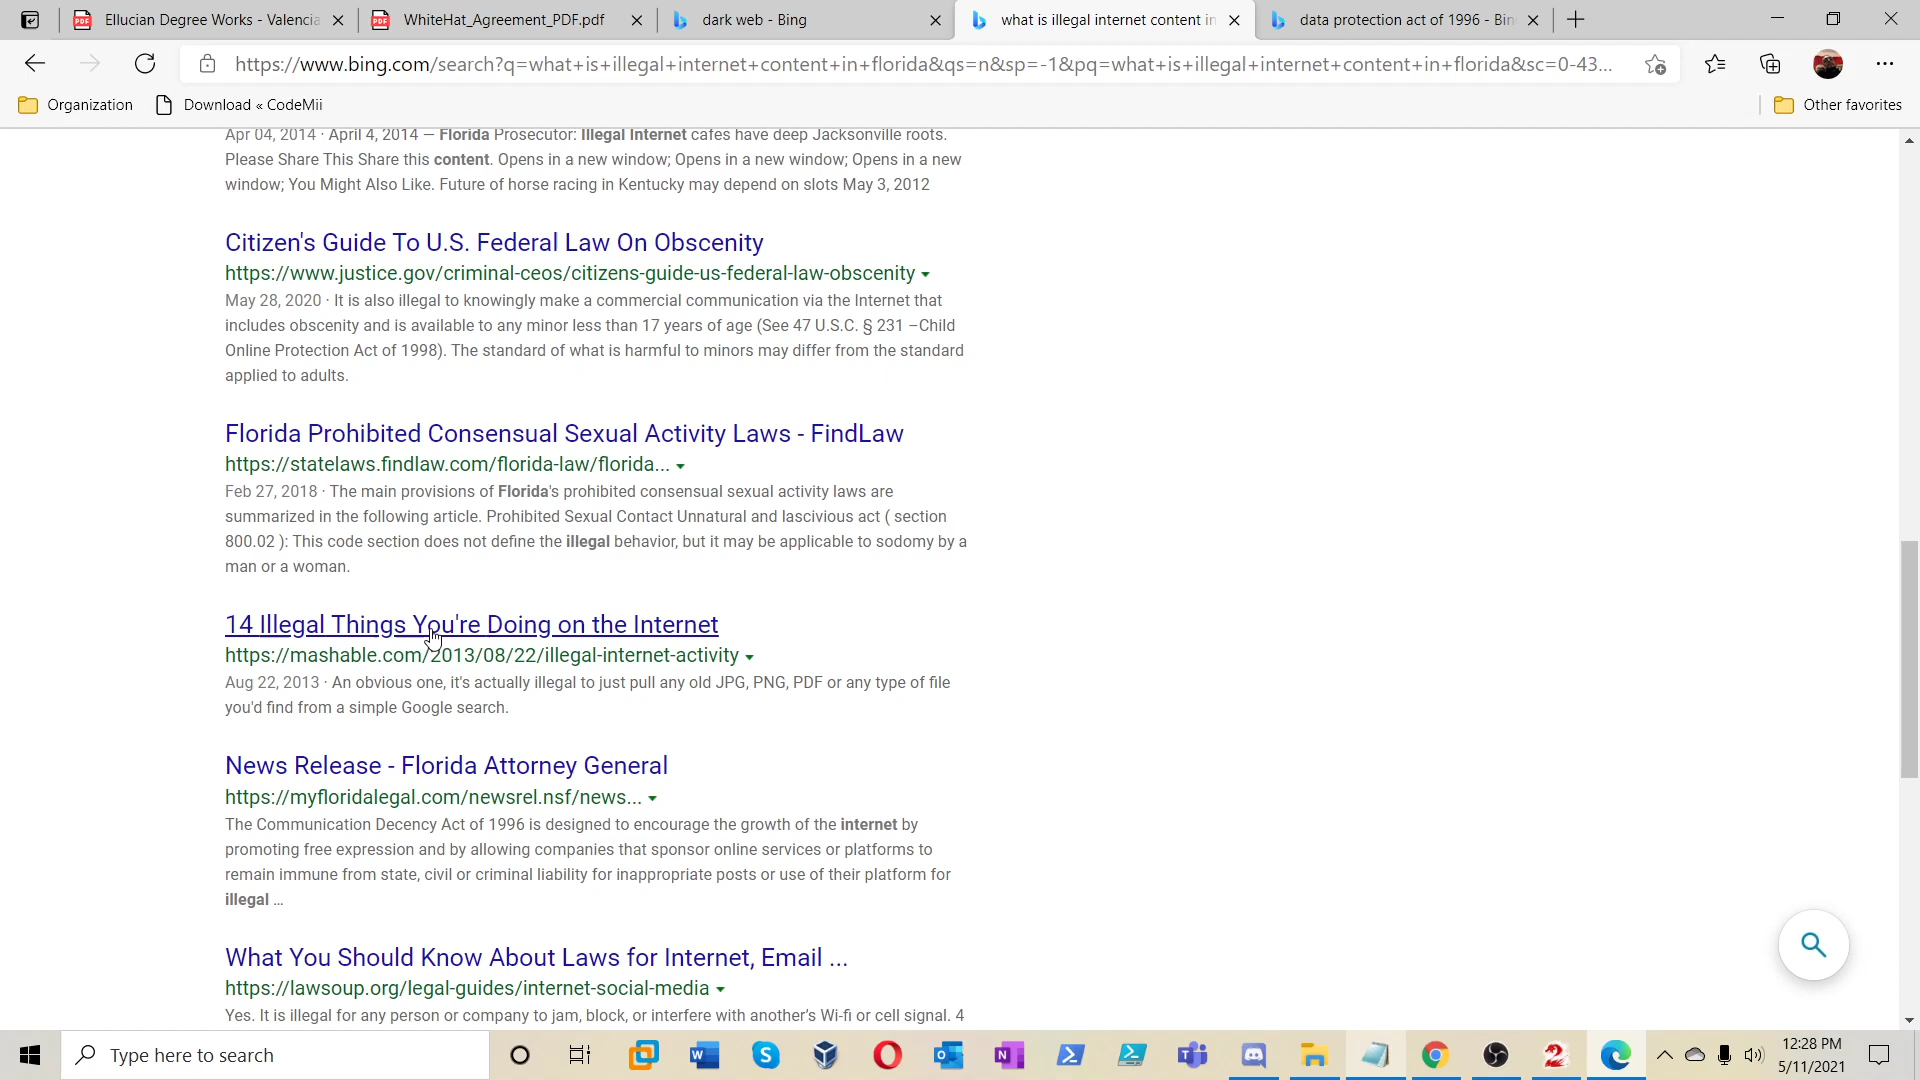 Ellucian Degree Works - Valencia
WhiteHat_Agreement_PDF.pdf
dark web - Bing
what is illegal internet content in
data protection act of 1996 - Bin
https://www.bing.com/search?q=what+is+illegal+internet+content+in+florida&qs=n&sp=-1&pq=what+is+illegal+internet+content+in+florida&sc=0-43...
Organization
Download « CodeMii
Other favorites
Apr 04, 2014 · April 4, 2014 — Florida Prosecutor: Illegal Internet cafes have deep Jacksonville roots.
Please Share This Share this content. Opens in a new window; Opens in a new window; Opens in a new
window; You Might Also Like. Future of horse racing in Kentucky may depend on slots May 3, 2012
Citizen's Guide To U.S. Federal Law On Obscenity
https://www.justice.gov/criminal-ceos/citizens-guide-us-federal-law-obscenity
May 28, 2020 · It is also illegal to knowingly make a commercial communication via the Internet that
includes obscenity and is available to any minor less than 17 years of age (See 47 U.S.C. § 231 –Child
Online Protection Act of 1998). The standard of what is harmful to minors may differ from the standard
applied to adults.
Florida Prohibited Consensual Sexual Activity Laws - FindLaw
https://statelaws.findlaw.com/florida-law/florida...
Feb 27, 2018 · The main provisions of Florida's prohibited consensual sexual activity laws are
summarized in the following article. Prohibited Sexual Contact Unnatural and lascivious act ( section
800.02 ): This code section does not define the illegal behavior, but it may be applicable to sodomy by a
man or a woman.
14 Illegal Things You're Doing on the Internet
https://mashable.com/2013/08/22/illegal-internet-activity
Aug 22, 2013 · An obvious one, it's actually illegal to just pull any old JPG, PNG, PDF or any type of file
you'd find from a simple Google search.
News Release - Florida Attorney General
https://myfloridalegal.com/newsrel.nsf/news...
The Communication Decency Act of 1996 is designed to encourage the growth of the internet by
promoting free expression and by allowing companies that sponsor online services or platforms to
remain immune from state, civil or criminal liability for inappropriate posts or use of their platform for
illegal ...
What You Should Know About Laws for Internet, Email ...
https://lawsoup.org/legal-guides/internet-social-media
Yes. It is illegal for any person or company to jam, block, or interfere with another's Wi-fi or cell signal. 4
Type here to search
12:28 PM
5/11/2021